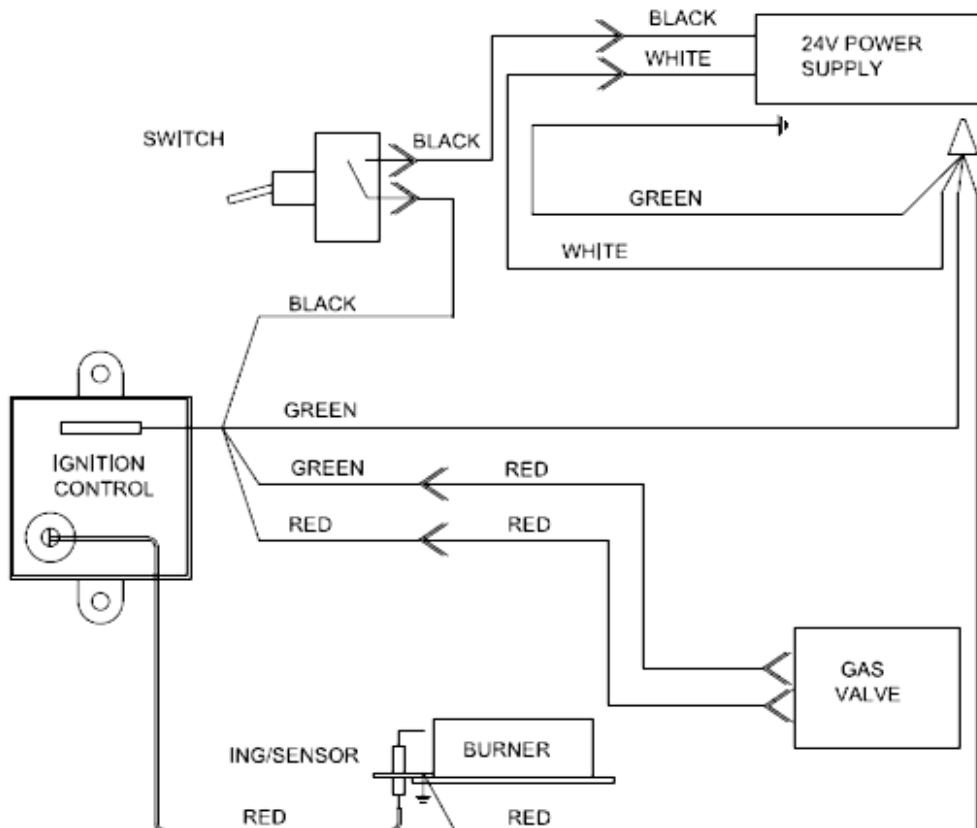 BLACK
24V POWER
SUPPLY
WHITE
SWITCH
BLACK
GREEN
WHITE
BLACK
GREEN
IGNITION
CONTROL
GREEN
RED
RED
RED
GAS
VALVE
ING/SENSOR
BURNER
RED
RED